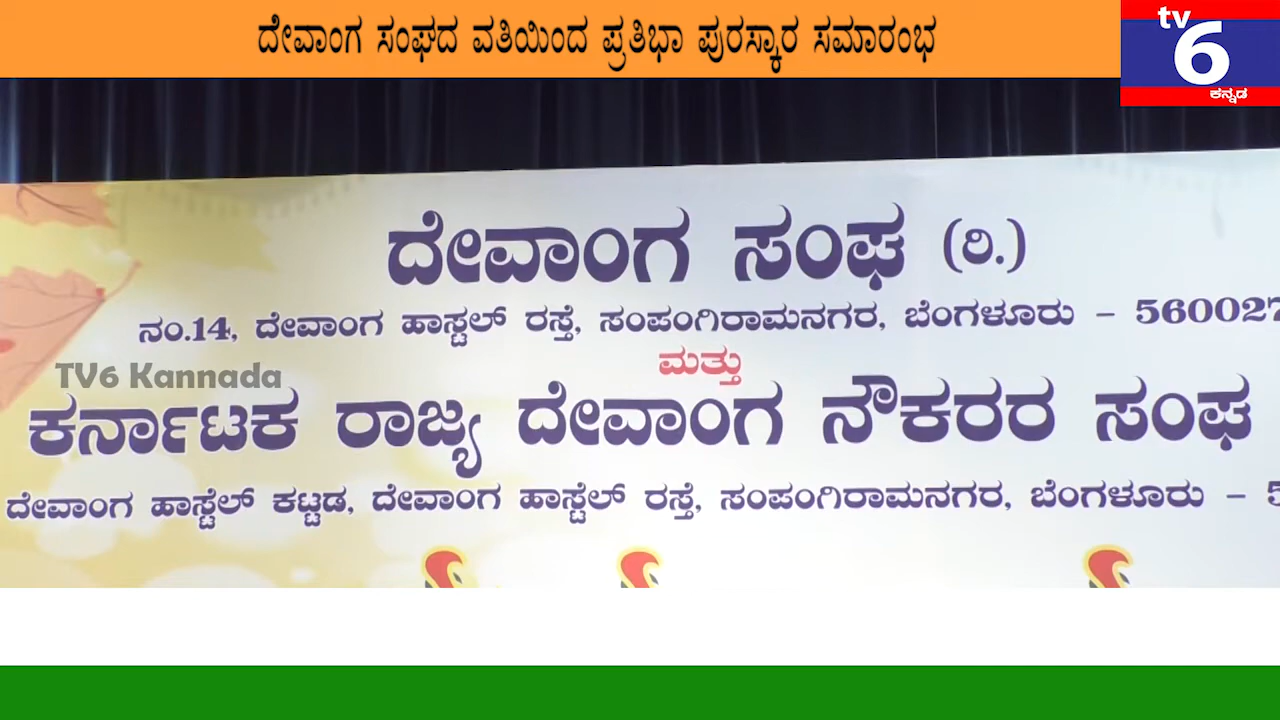 ದೇವಾಂಗ ಸಂಘದ ವತಿಯಿಂದ ಪ್ರತಿಭಾ ಪುರಸ್ಕಾರ ಸಮಾರಂಭ
tv
6
ಕನ್ನಡ
ದೇವಾಂಗ ಸಂಘ (ರಿ.)
ನಂ.14, ದೇವಾಂಗ ಹಾಸ್ಟಲ್ ರಸ್ತೆ, ಸಂಪಂಗಿರಾಮನಗರ, ಬೆಂಗಳೂರು - 560027
ಮತ್ತು
TV6 Kannada
ಕರ್ನಾಟಕ ರಾಜ್ಯ ದೇವಾಂಗ ನೌಕರರ ಸಂಘ
ದೇವಾಂಗ ಹಾಸ್ಟೆಲ್ ಕಟ್ಟಡ, ದೇವಾಂಗ ಹಾಸ್ಟೆಲ್ ರಸ್ತೆ, ಸಂಪಂಗಿರಾಮನಗರ, ಬೆಂಗಳೂರು -